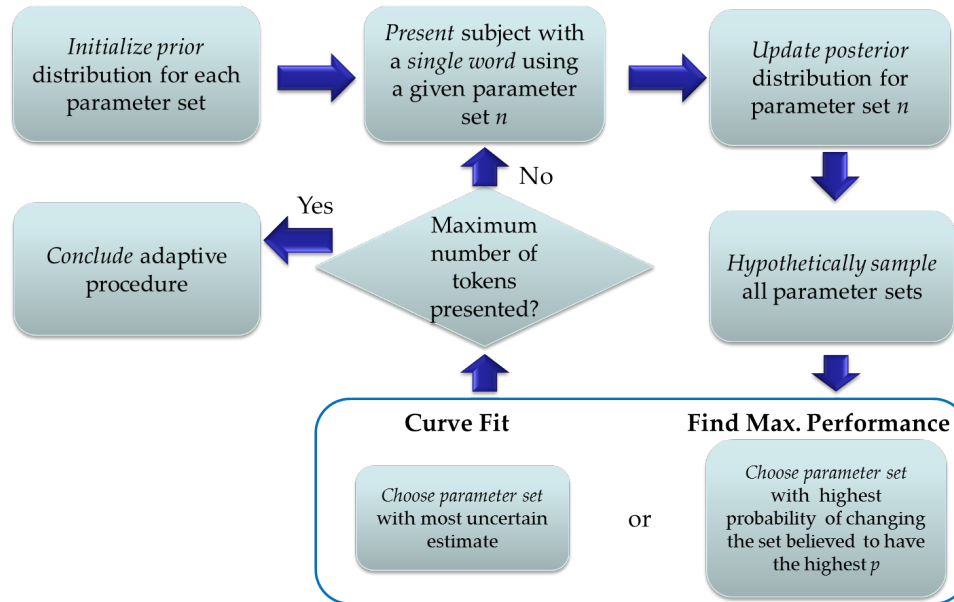 Initialize prior
distribution for each
parameter set
Present subject with
a single word using
a given parameter
set n
Update posterior
distribution for
parameter set n
No
Yes
Conclude adaptive
procedure
Maximum
number of
tokens
presented?
Hypothetically sample
all parameter sets
Curve Fit
Find Max. Performance
Choose parameter set
with most uncertain
estimate
or
Choose parameter set
with highest
probability of changing
the set believed to have
the highest p